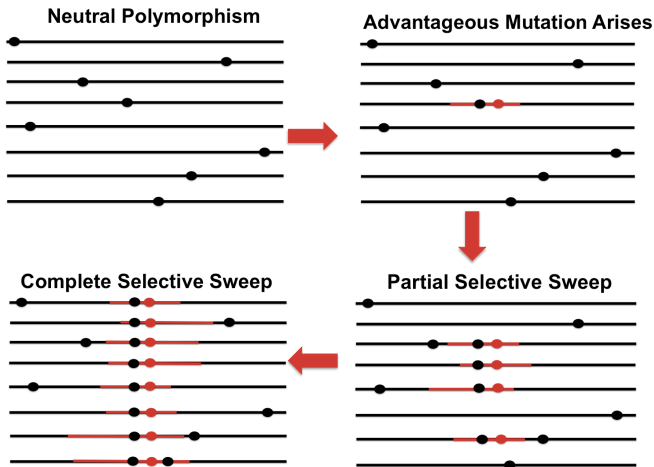 Neutral Polymorphism
Advantageous Mutation Arises
Complete Selective Sweep
Partial Selective Sweep